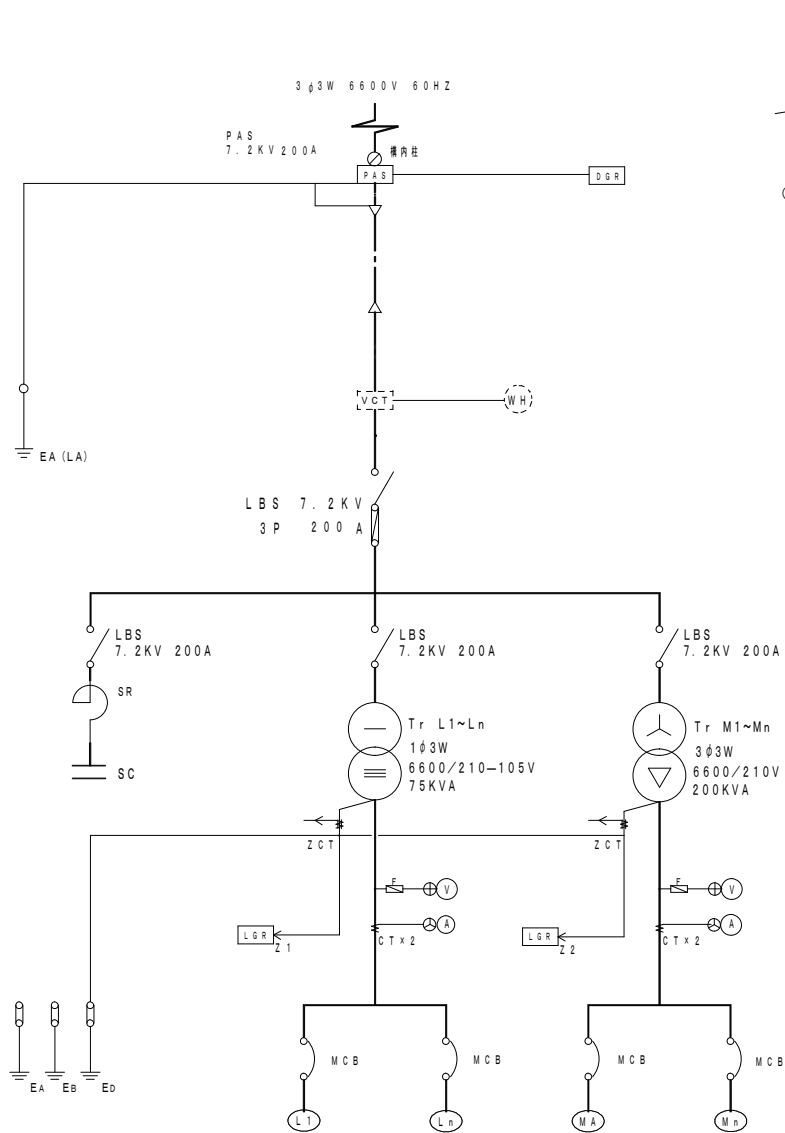 3φ3W 6600V 60HZ
PAS
7.2KV 200A
構内柱
PAS
DGR
VCT
WH
EA(LA)
LBS 7.2KV
3P 200A
LBS
7.2KV 200A
LBS
7.2KV 200A
LBS
7.2KV 200A
SR
SC
Tr L1~Ln
1φ3W
6600/210—105V
75KVA
Tr M1~Mn
3φ3W
6600/210V
200KVA
ZCT
ZCT
F
V
F
V
A
A
CT×2
CT×2
LGR
Z1
LGR
Z2
EA
EB
ED
MCB
MCB
MCB
MCB
L1
Ln
MA
Mn